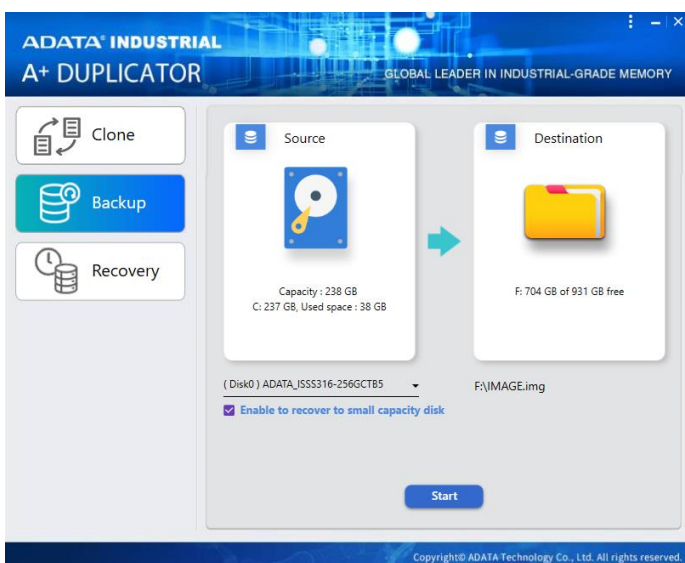 ADATA® INDUSTRIAL
A+ DUPLICATOR
GLOBAL LEADER IN INDUSTRIAL-GRADE MEMORY
Clone
Backup
Recovery
Source
Capacity : 238 GB
C: 237 GB, Used space : 38 GB
( Disk0 ) ADATA_ISSS316-256GCTB5
Enable to recover to small capacity disk
Destination
F: 704 GB of 931 GB free
F:\IMAGE.img
Start
Copyright© ADATA Technology Co., Ltd. All rights reserved.